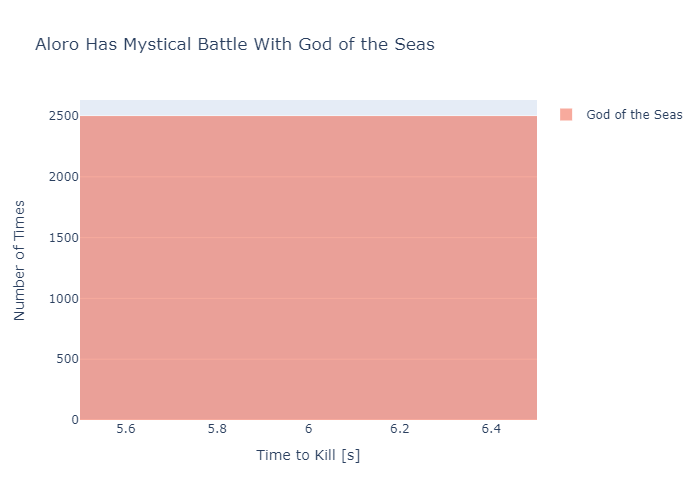 Aloro Has Mystical Battle With God of the Seas
2500
2000
1500
1000
500
0
Number of Times
5.6 5.8 6 6.2 6.4
Time to Kill [s]
God of the Seas